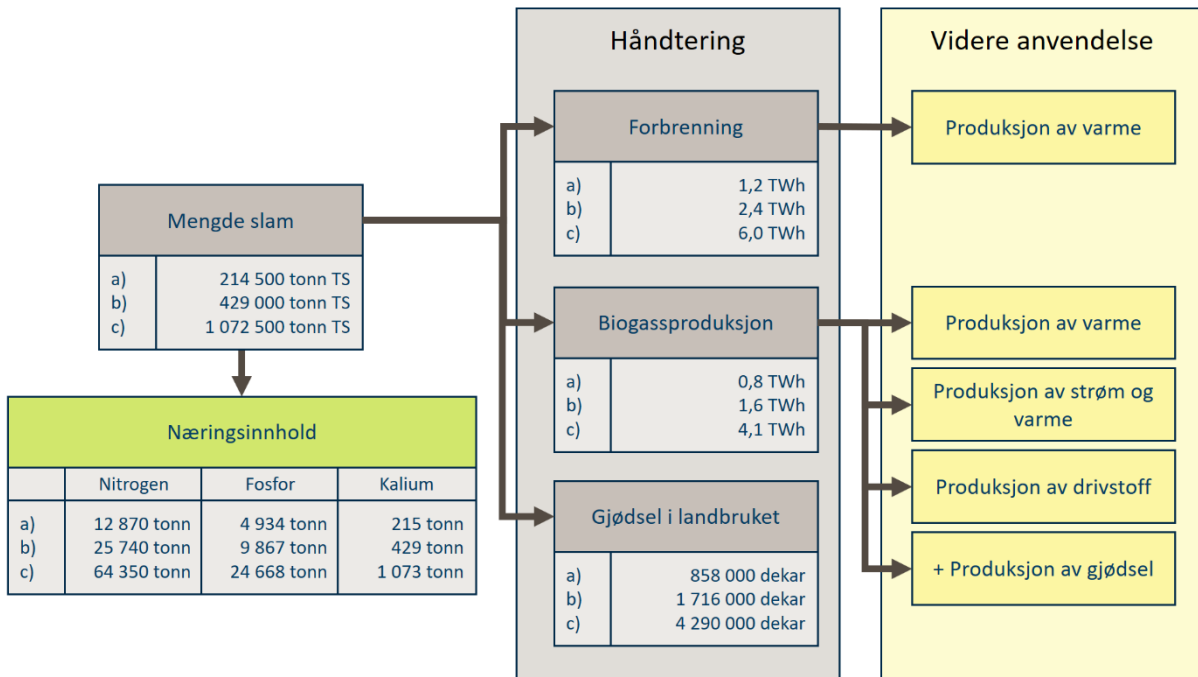 Håndtering
Videre anvendelse
Mengde slam
a) 214 500 tonn TS
b) 429 000 tonn TS
c) 1 072 500 tonn TS
Næringsinnhold
Nitrogen Fosfor Kalium
a) 12 870 tonn 4 934 tonn 215 tonn
b) 25 740 tonn 9 867 tonn 429 tonn
c) 64 350 tonn 24 668 tonn 1 073 tonn
Forbrenning
a) 1,2 TWh
b) 2,4 TWh
c) 6,0 TWh
Biogassproduksjon
a) 0,8 TWh
b) 1,6 TWh
c) 4,1 TWh
Gjødsel i landbruket
a) 858 000 dekar
b) 1 716 000 dekar
c) 4 290 000 dekar
Produksjon av varme
Produksjon av varme
Produksjon av strøm og
varme
Produksjon av drivstoff
+ Produksjon av gjødsel